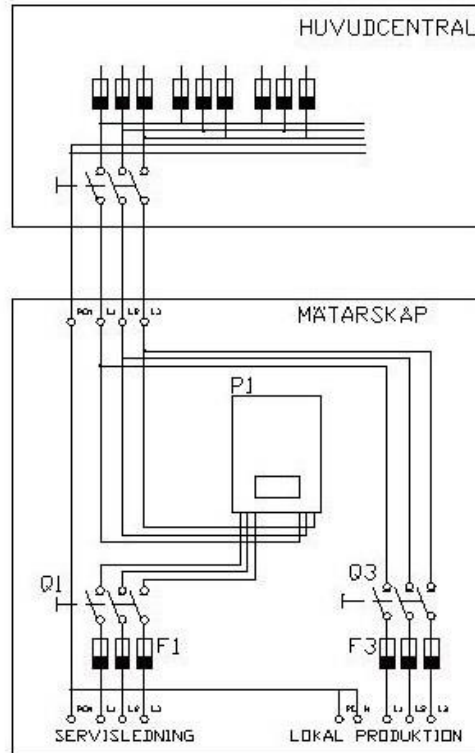 HUVUDCENTRAL
PEN L1 L2 L3
MÄTARSKÅP
P1
Q1
Q3
F1
F3
PEN L1 L2 L3
PE N L1 L2 L3
SERVISLEDNING
LOKAL PRODUKTION